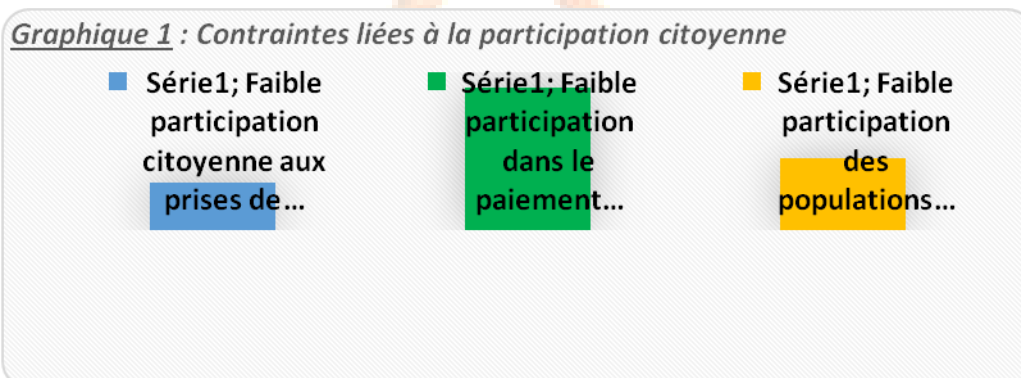 Graphique 1 : Contraintes liées à la participation citoyenne
Série1; Faible
participation
citoyenne aux
prises de...
Série1; Faible
participation
dans le
paiement...
Série1; Faible
participation
des
populations...